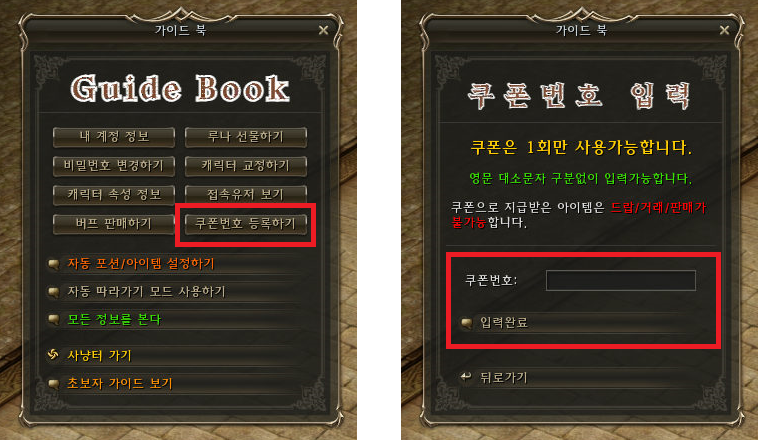 가이드 북
Guide Book
내 계정 정보
루나 선물하기
비밀번호 변경하기
캐릭터 교정하기
캐릭터 속성 정보
접속유저 보기
버프 판매하기
쿠폰번호 등록하기
자동 포션/아이템 설정하기
자동 따라가기 모드 사용하기
모든 정보를 본다
사냥터 가기
초보자 가이드 보기
가이드 북
쿠폰번호 입력
쿠폰은 1회만 사용가능합니다.
영문 대소문자 구분없이 입력가능합니다.
쿠폰으로 지급받은 아이템은 드랍/거래/판매가
불가능합니다.
쿠폰번호:
입력완료
뒤로가기